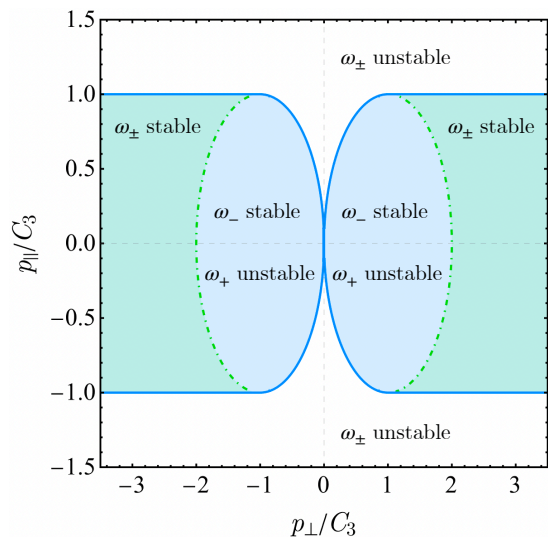 1.5
ω± unstable
1.0
ω± stable ω± stable
0.5
ω− stable ω− stable
p∥/C3
0.0
ω+ unstable ω+ unstable
−0.5
−1.0
ω± unstable
−1.5
−3 −2 −1 0 1 2 3
p⊥/C3